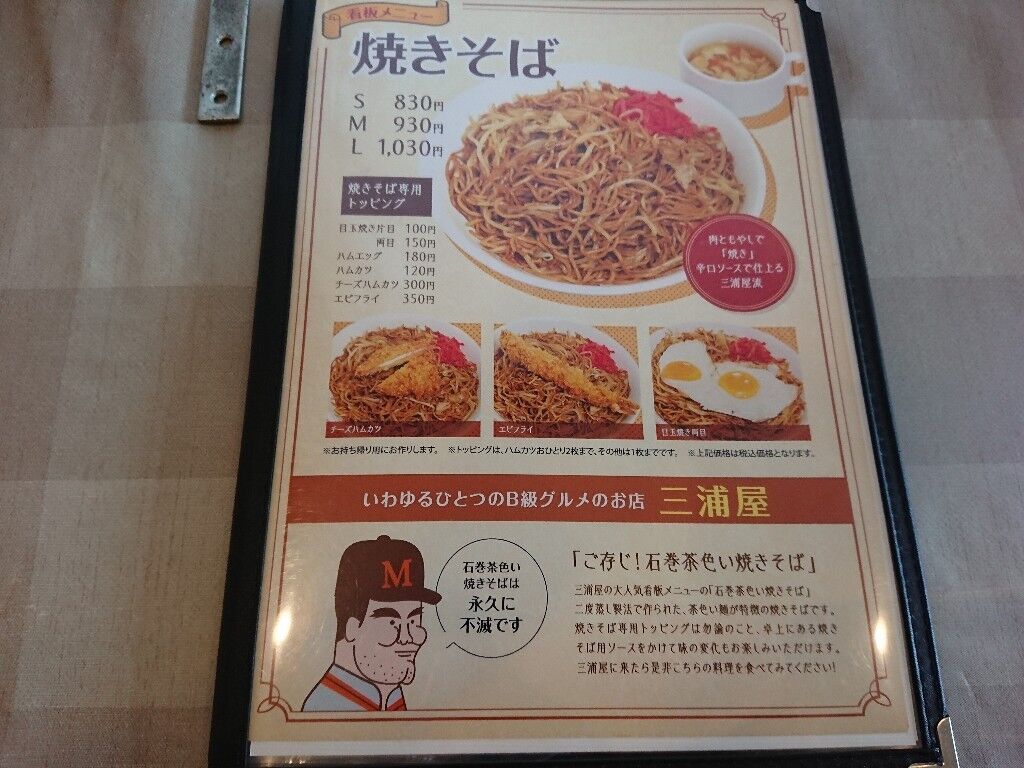 看板メニュー
焼きそば
S 830円
M 930円
L 1,030円
焼きそば専用
トッピング
目玉焼き片目 100円
両目 150円
ハムエッグ 180円
ハムカツ 120円
チーズハムカツ 300円
エビフライ 350円
肉ともやしで
「焼き」
辛口ソースで仕上る
三浦屋流
チーズハムカツ
エビフライ
目玉焼き両目
※お持ち帰り用にお作りします。 ※トッピングは、ハムカツおひとり2枚まで、その他は1枚までです。 ※上記価格は税込価格となります。
いわゆるひとつのB級グルメのお店 三浦屋
M
石巻茶色い
焼きそばは
永久に
不滅です
「ご存じ!石巻茶色い焼きそば」
三浦屋の大人気看板メニューの「石巻茶色い焼きそば」
二度蒸し製法で作られた、茶色い麺が特徴の焼きそばです。
焼きそば専用トッピングは勿論のこと、卓上にある焼き
そば用ソースをかけて味の変化もお楽しみいただけます。
三浦屋に来たら是非こちらの料理を食べてみてください!